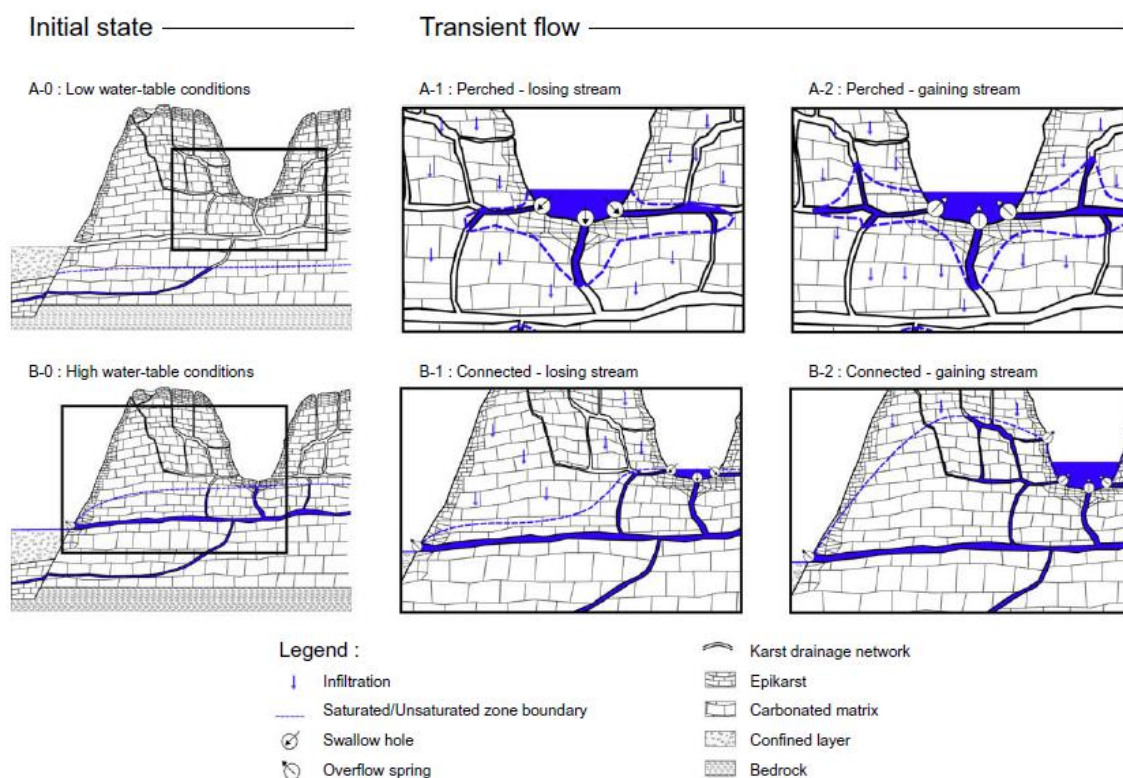 Initial state
Transient flow
A-0 : Low water-table conditions
A-1 : Perched - losing stream
A-2 : Perched - gaining stream
B-0 : High water-table conditions
B-1 : Connected - losing stream
B-2 : Connected - gaining stream
Legend :
Infiltration
Saturated/Unsaturated zone boundary
Swallow hole
Overflow spring
Karst drainage network
Epikarst
Carbonated matrix
Confined layer
Bedrock